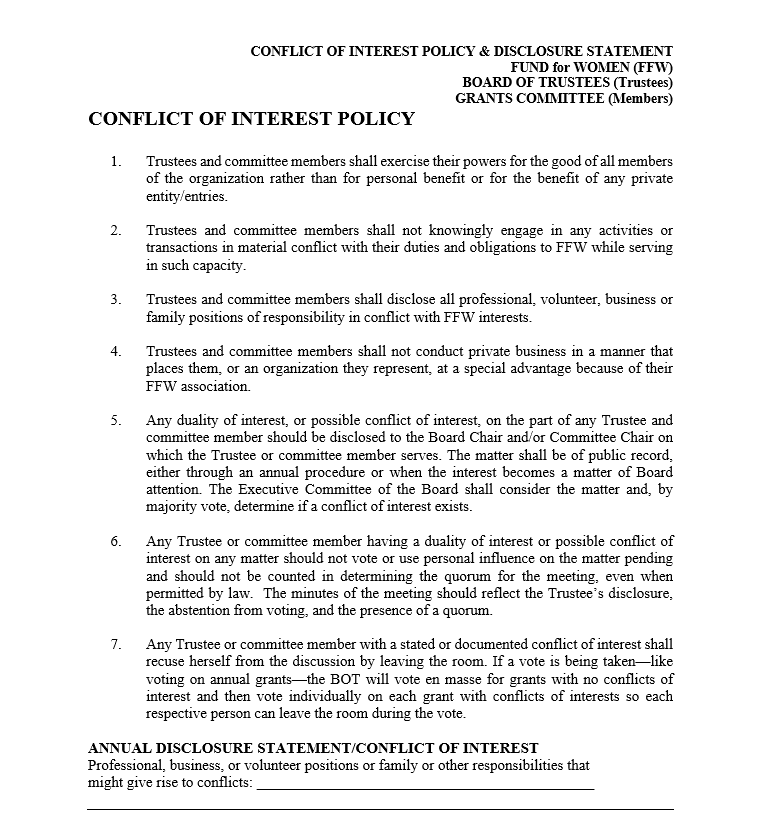 CONFLICT OF INTEREST POLICY & DISCLOSURE STATEMENT
FUND for WOMEN (FFW)
BOARD OF TRUSTEES (Trustees)
GRANTS COMMITTEE (Members)
CONFLICT OF INTEREST POLICY
1. Trustees and committee members shall exercise their powers for the good of all members
of the organization rather than for personal benefit or for the benefit of any private
entity/entries.
2. Trustees and committee members shall not knowingly engage in any activities or
transactions in material conflict with their duties and obligations to FFW while serving
in such capacity.
3. Trustees and committee members shall disclose all professional, volunteer, business or
family positions of responsibility in conflict with FFW interests.
4. Trustees and committee members shall not conduct private business in a manner that
places them, or an organization they represent, at a special advantage because of their
FFW association.
5. Any duality of interest, or possible conflict of interest, on the part of any Trustee and
committee member should be disclosed to the Board Chair and/or Committee Chair on
which the Trustee or committee member serves. The matter shall be of public record,
either through an annual procedure or when the interest becomes a matter of Board
attention. The Executive Committee of the Board shall consider the matter and, by
majority vote, determine if a conflict of interest exists.
6. Any Trustee or committee member having a duality of interest or possible conflict of
interest on any matter should not vote or use personal influence on the matter pending
and should not be counted in determining the quorum for the meeting, even when
permitted by law. The minutes of the meeting should reflect the Trustee's disclosure,
the abstention from voting, and the presence of a quorum.
7. Any Trustee or committee member with a stated or documented conflict of interest shall
recuse herself from the discussion by leaving the room. If a vote is being taken—like
voting on annual grants—the BOT will vote en masse for grants with no conflicts of
interest and then vote individually on each grant with conflicts of interests so each
respective person can leave the room during the vote.
ANNUAL DISCLOSURE STATEMENT/CONFLICT OF INTEREST
Professional, business, or volunteer positions or family or other responsibilities that
might give rise to conflicts: